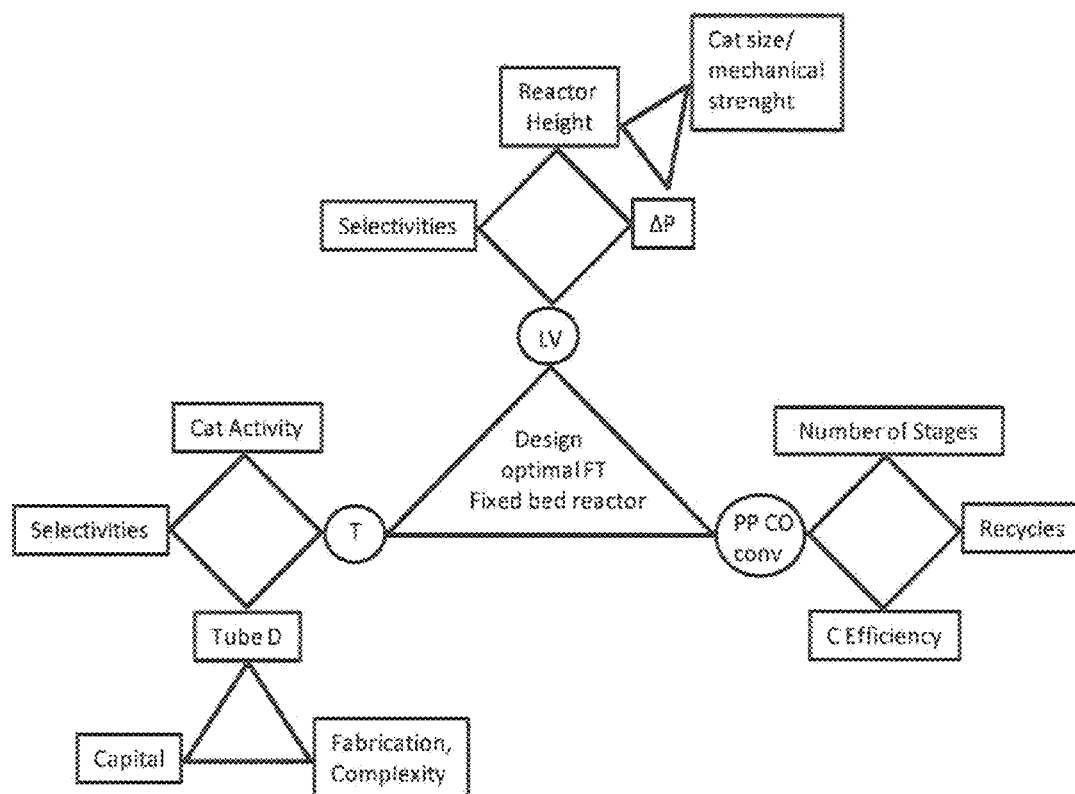 Cat size/
mechanical
strenght
Reactor
Height
Selectivities
ΔP
LV
Cat Activity
Design
optimal FT
Fixed bed reactor
Number of Stages
Selectivities
T
PP CO
conv
Recycles
Tube D
C Efficiency
Capital
Fabrication,
Complexity